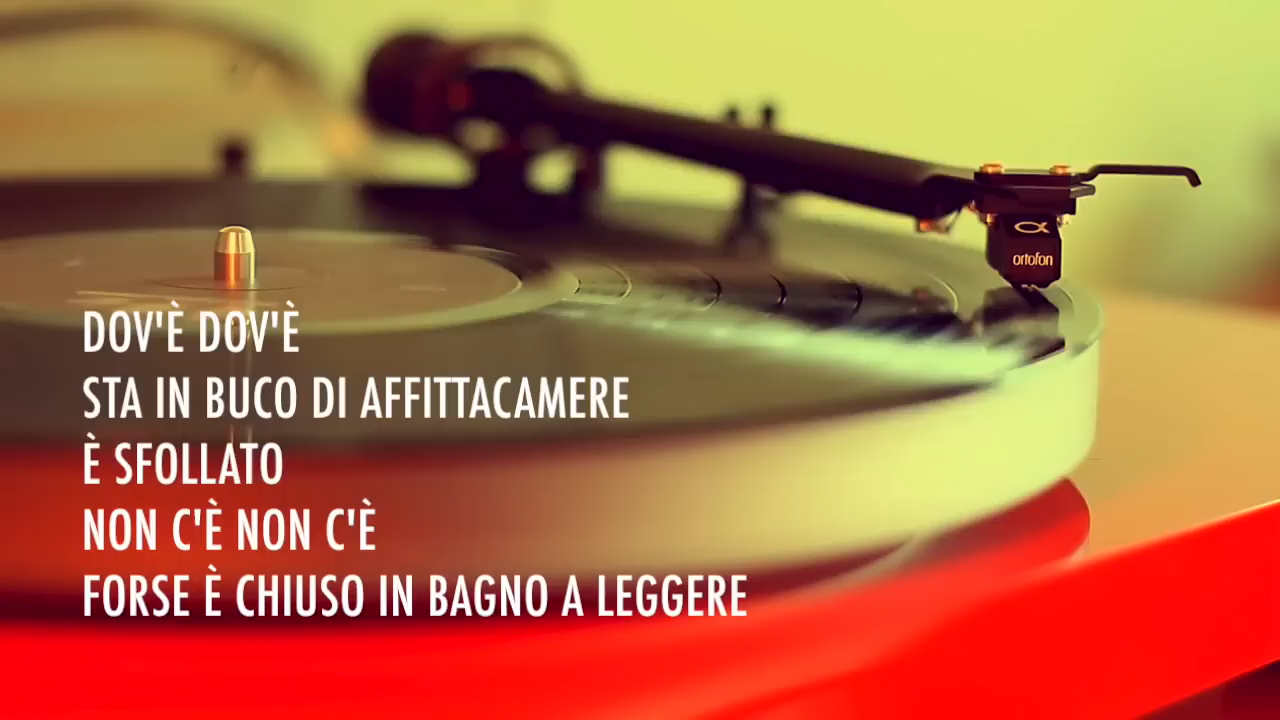 ortofon
DOV'È DOV'È
STA IN BUCO DI AFFITTACAMERE
È SFOLLATO
NON C'È NON C'È
FORSE È CHIUSO IN BAGNO A LEGGERE